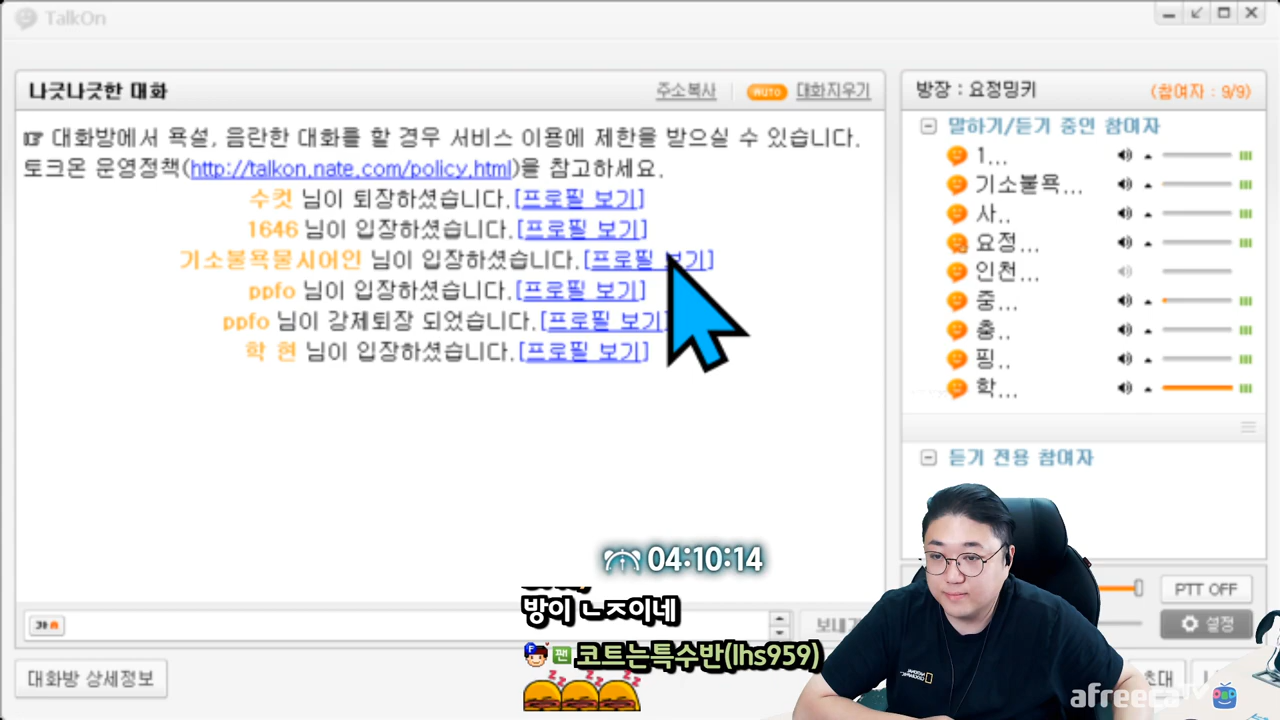 TalkOn
나긋나긋한 대화
주소복사
AUTO
대화지우기
☞ 대화방에서 욕설, 음란한 대화를 할 경우 서비스 이용에 제한을 받으실 수 있습니다.
토크온 운영정책(http://talkon.nate.com/policy.html)을 참고하세요.
수컷 님이 퇴장하셨습니다.[프로필 보기]
1646 님이 입장하셨습니다.[프로필 보기]
기소불욕물시어인 님이 입장하셨습니다.[프로필 보기]
ppfo 님이 입장하셨습니다.[프로필 보기]
ppfo 님이 강제퇴장 되었습니다.[프로필 보기]
학 현 님이 입장하셨습니다.[프로필 보기]
방장 : 요정밍키
(참여자 : 9/9)
말하기/듣기 중인 참여자
1...
기소불욕...
사..
요정...
인천...
중...
충..
핑..
학...
듣기 전용 참여자
04:10:14
방이 ㄴㅈ이네
팬 코트는특수반(lhs959)
가
보내기
PTT OFF
설정
대화방 상세정보
초대
NATIONAL GEOGRAPHIC
afreecaTV